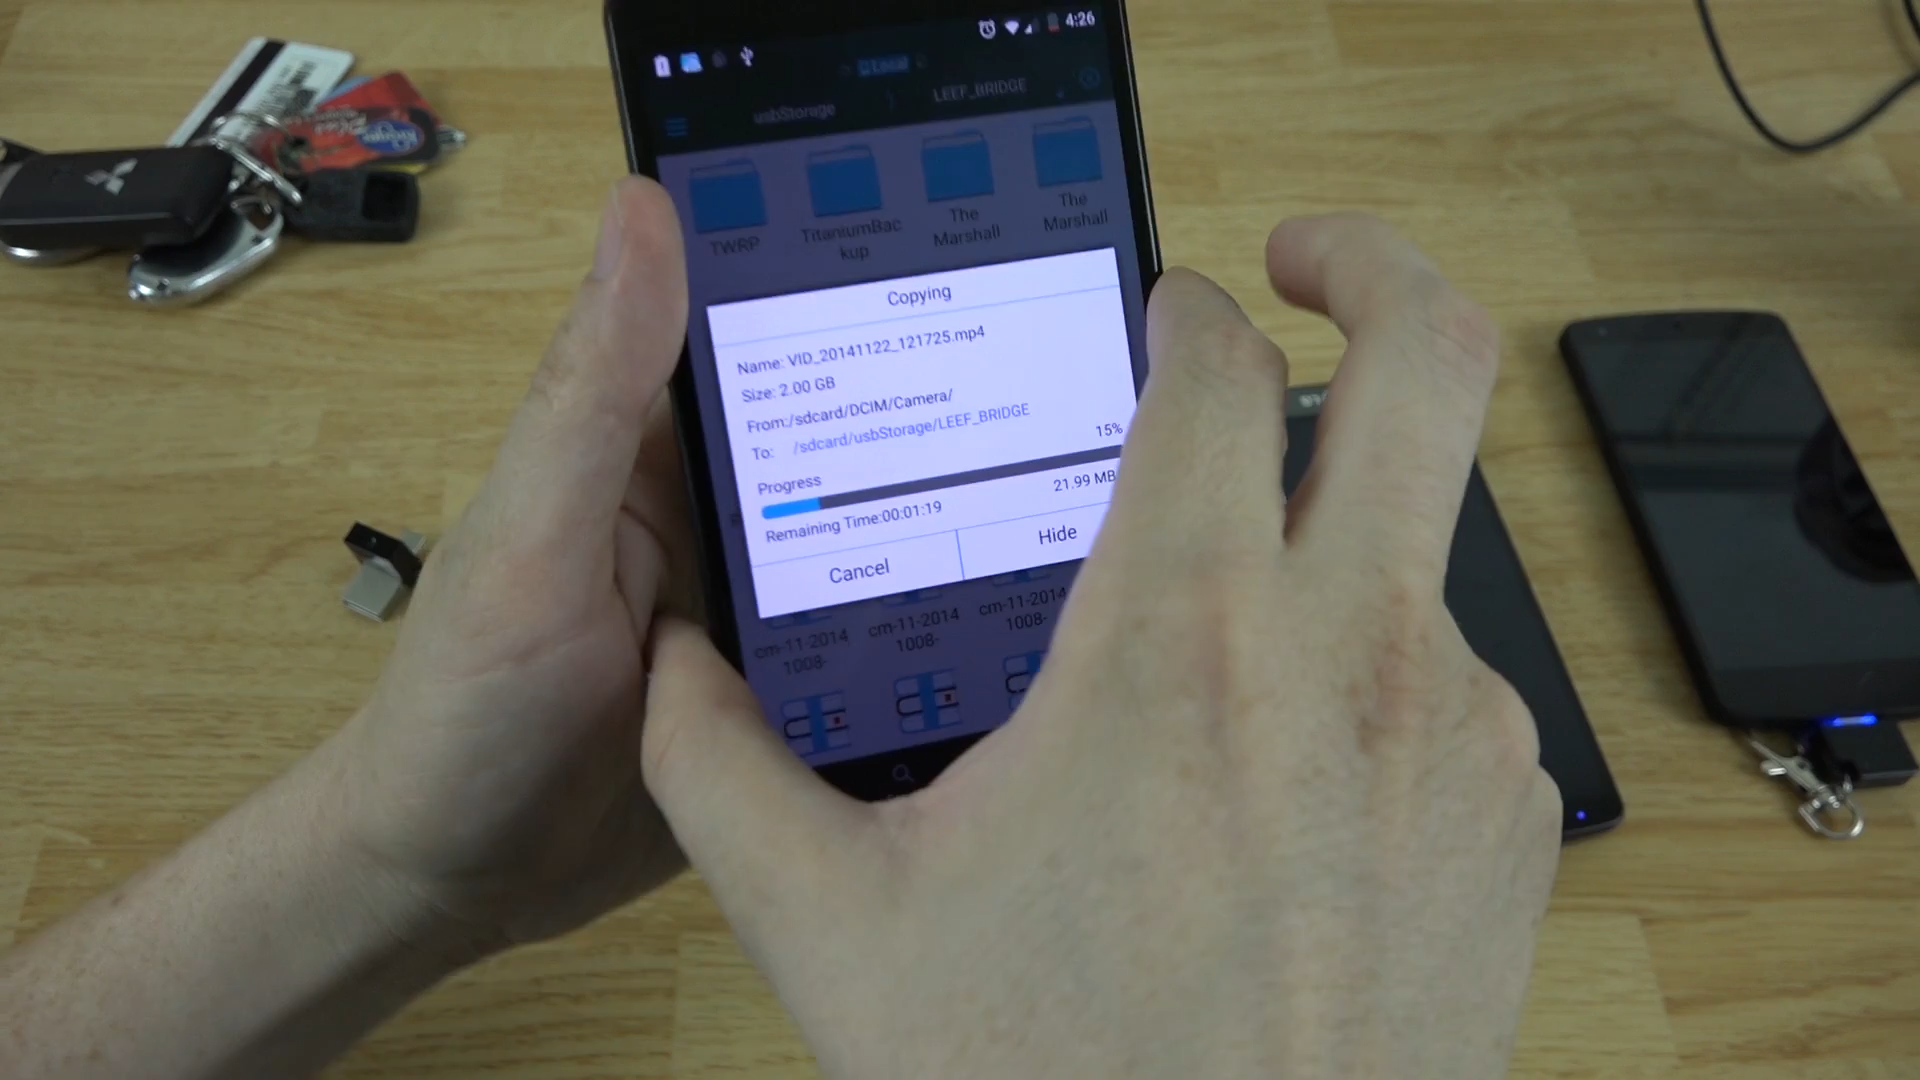 4:26
Local
usbStorage
LEEF_BRIDGE
TWRP
TitaniumBac
kup
The
Marshall
The
Marshall
Copying
Name: VID_20141122_121725.mp4
Size: 2.00 GB
From:/sdcard/DCIM/Camera/
To: /sdcard/usbStorage/LEEF_BRIDGE
15%
Progress
21.99 MB
Remaining Time:00:01:19
Cancel
Hide
cm-11-2014
1008-
cm-11-2014
1008-
cm-11-2014
1008-